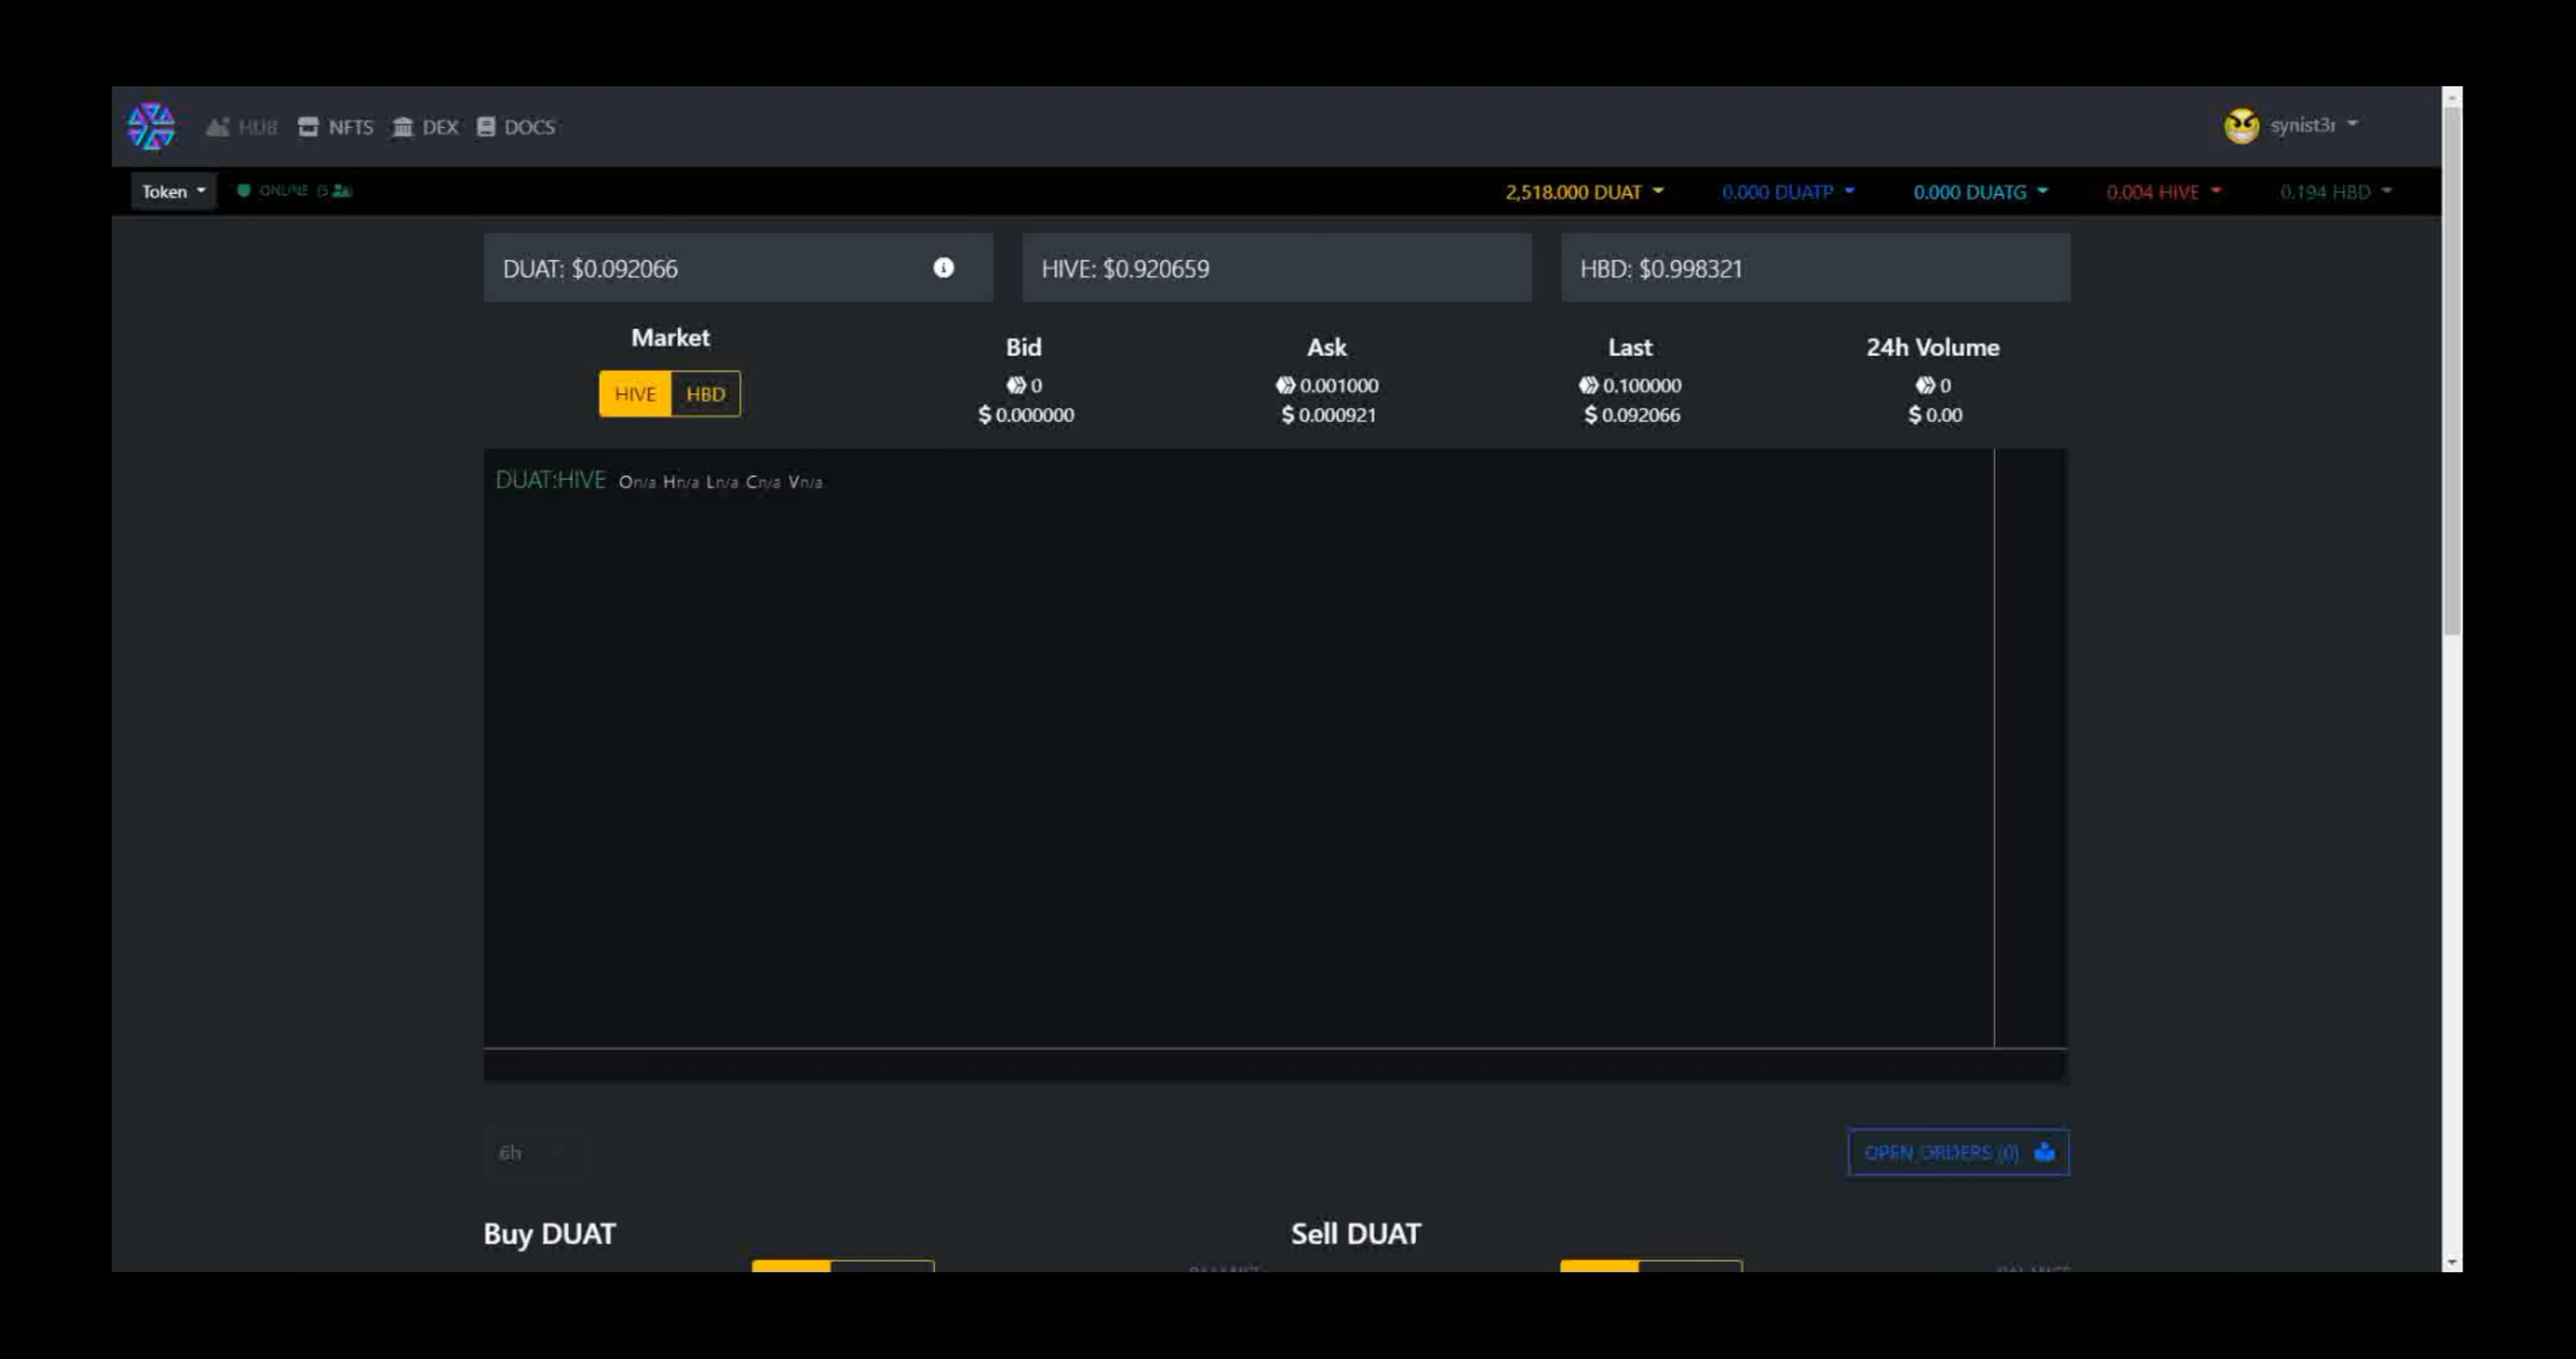 HUB NFTS DEX DOCS synist3r
Token ONLINE (5) 2,518.000 DUAT 0.000 DUATP 0.000 DUATG 0.004 HIVE 0.194 HBD
DUAT: $0.092066 HIVE: $0.920659 HBD: $0.998321
Market Bid Ask Last 24h Volume
HIVE HBD 0 0.001000 0.100000 0
$ 0.000000 $ 0.000921 $ 0.092066 $ 0.00
DUAT:HIVE On/a Hn/a Ln/a Cn/a Vn/a
6h OPEN ORDERS (0)
Buy DUAT Sell DUAT